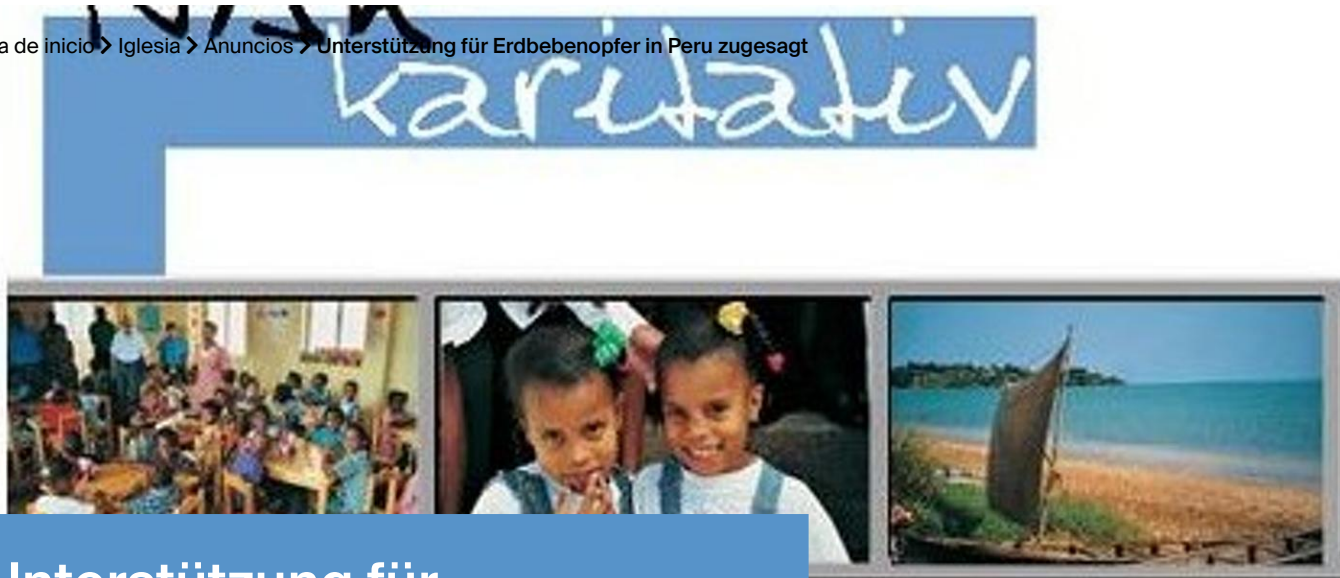 a de inicio > Iglesia > Anuncios > Unterstützung für Erdbebenopfer in Peru zugesagt
karitativ
Unterstützung für